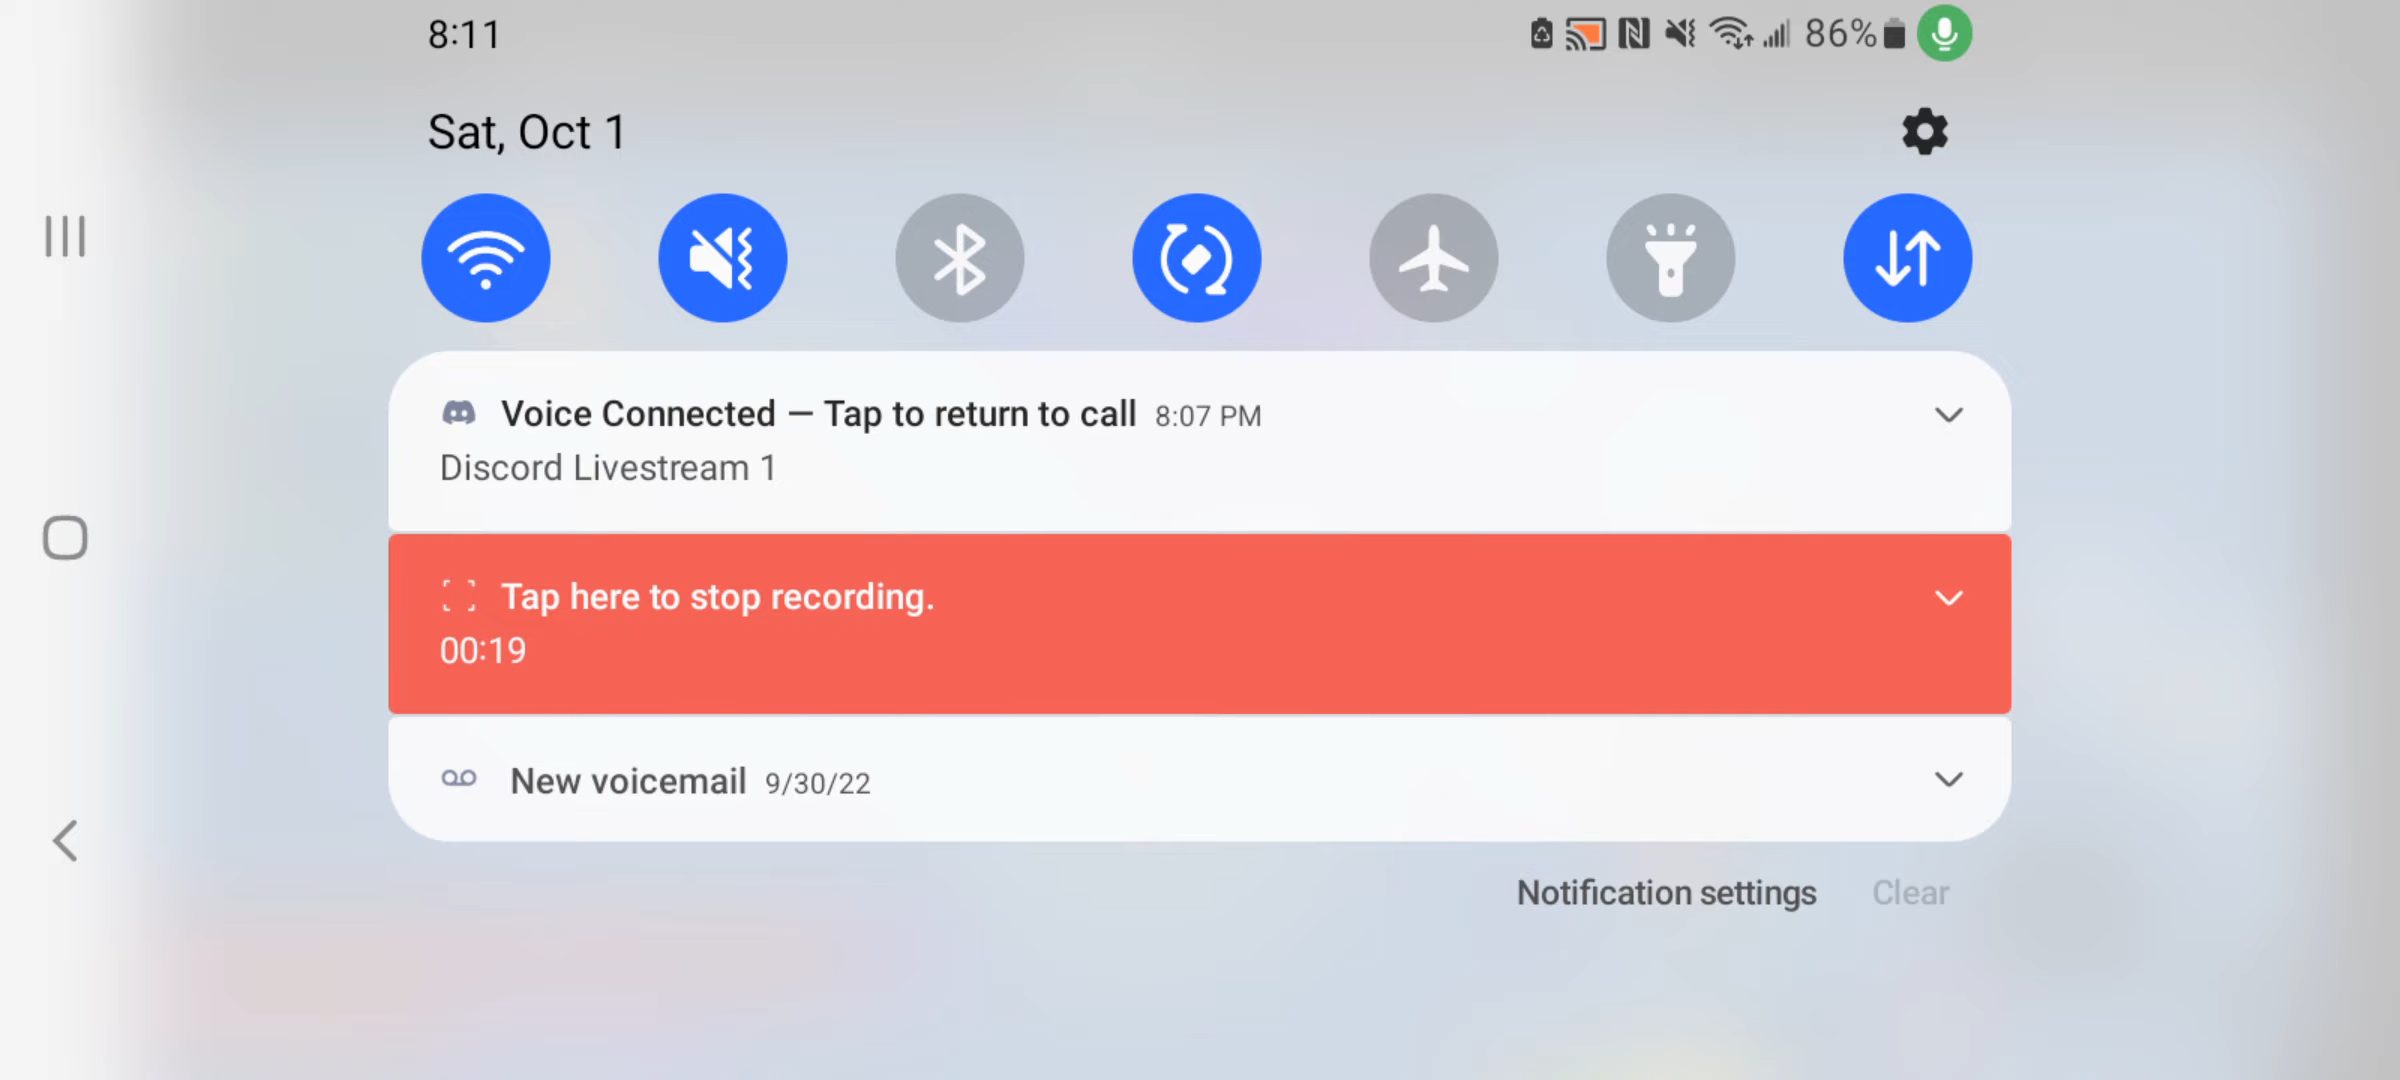 8:11
86%
Sat, Oct 1
Voice Connected — Tap to return to call 8:07 PM
Discord Livestream 1
Tap here to stop recording.
00:19
New voicemail 9/30/22
Notification settings Clear